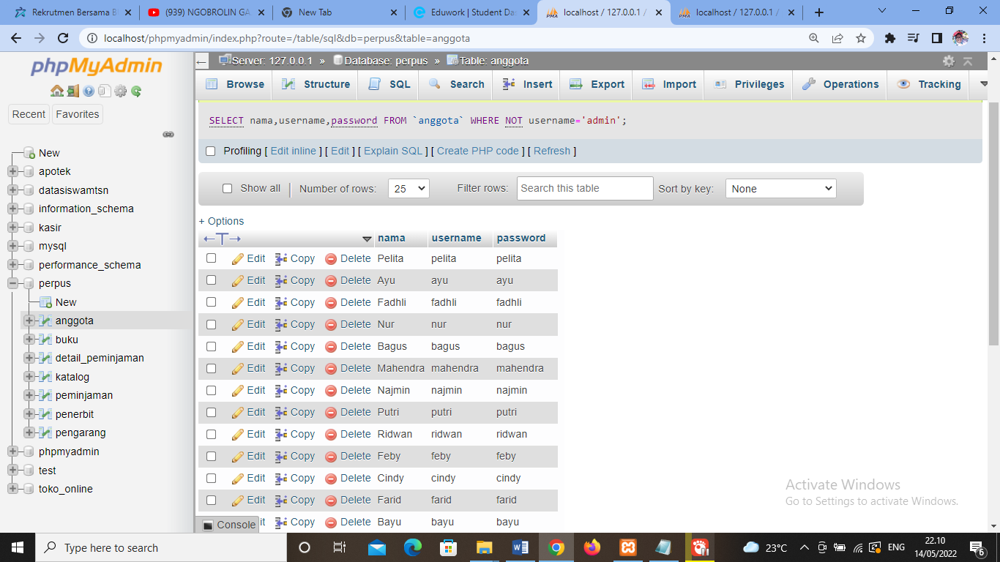 Rekrutmen Bersama B
(939) NGOBROLIN GA
New Tab
Eduwork | Student Da
localhost / 127.0.0.1 /
localhost / 127.0.0.1 /
localhost/phpmyadmin/index.php?route=/table/sql&db=perpus&table=anggota
phpMyAdmin
Recent Favorites
New
apotek
datasiswamtsn
information_schema
kasir
mysql
performance_schema
perpus
New
anggota
buku
detail_peminjaman
katalog
peminjaman
penerbit
pengarang
phpmyadmin
test
toko_online
Server: 127.0.0.1 » Database: perpus » Table: anggota
Browse Structure SQL Search Insert Export Import Privileges Operations Tracking
SELECT nama,username,password FROM `anggota` WHERE NOT username='admin';
Profiling [ Edit inline ] [ Edit ] [ Explain SQL ] [ Create PHP code ] [ Refresh ]
Show all Number of rows: 25 Filter rows: Search this table Sort by key: None
+ Options
←T→ nama username password
Edit Copy Delete Pelita pelita pelita
Edit Copy Delete Ayu ayu ayu
Edit Copy Delete Fadhli fadhli fadhli
Edit Copy Delete Nur nur nur
Edit Copy Delete Bagus bagus bagus
Edit Copy Delete Mahendra mahendra mahendra
Edit Copy Delete Najmin najmin najmin
Edit Copy Delete Putri putri putri
Edit Copy Delete Ridwan ridwan ridwan
Edit Copy Delete Feby feby feby
Edit Copy Delete Cindy cindy cindy
Edit Copy Delete Farid farid farid
it Copy Delete Bayu bayu bayu
Console
Activate Windows
Go to Settings to activate Windows.
Type here to search
23°C
ENG
22.10
14/05/2022
6